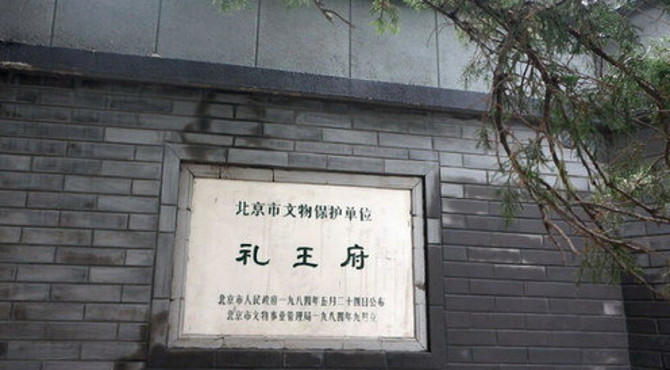 北京市文物保护单位
礼王府
北京市人民政府一九八四年五月二十四日公布
北京市文物事业管理局一九八四年九月立